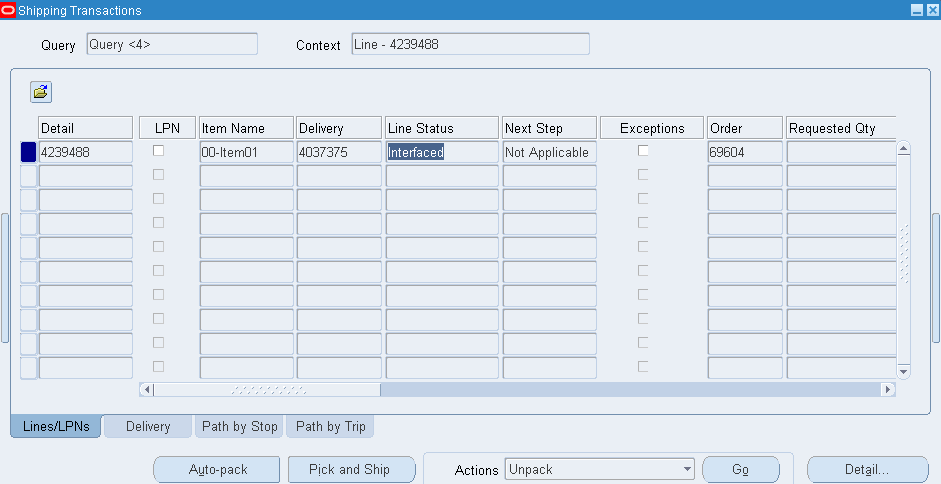 Shipping Transactions
Query Query <4> Context Line - 4239488
Detail LPN Item Name Delivery Line Status Next Step Exceptions Order Requested Qty
4239488 00-Item01 4037375 Interfaced Not Applicable 69604
Lines/LPNs Delivery Path by Stop Path by Trip
Auto-pack Pick and Ship Actions Unpack Go Detail...